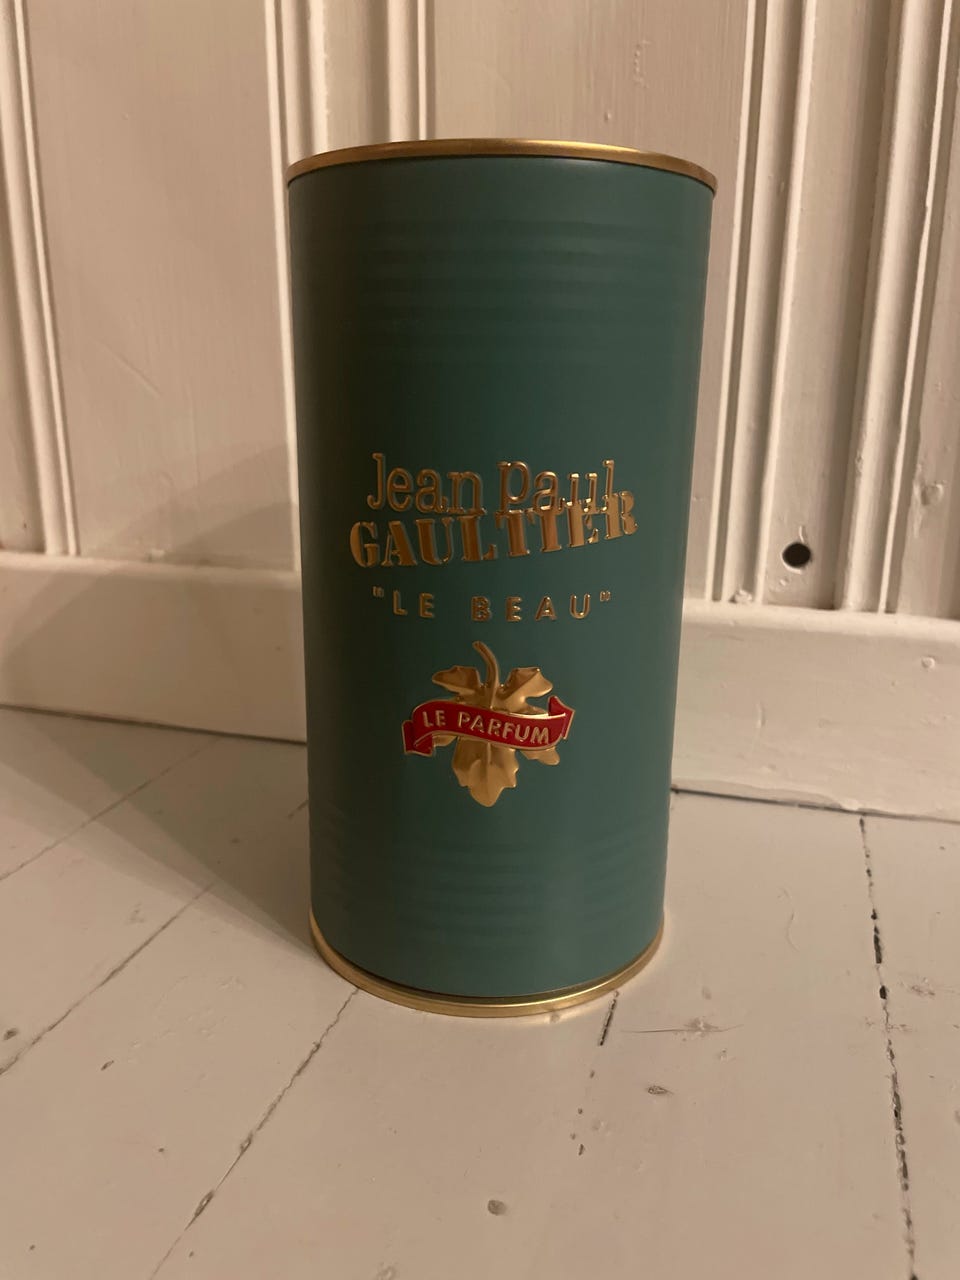 Jean Paul
GAULTIER
"LE BEAU"
LE PARFUM